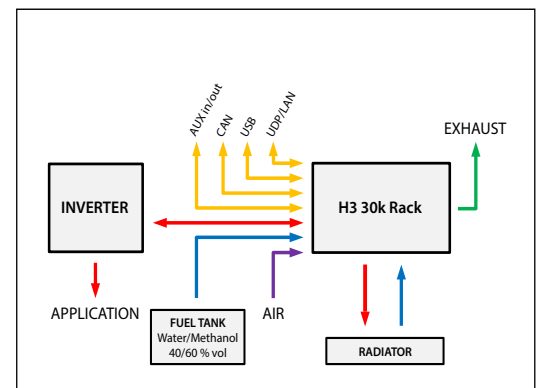 AUX in/out
CAN
USB
UDP/LAN
EXHAUST
INVERTER
H3 30k Rack
APPLICATION
FUEL TANK
Water/Methanol
40/60 % vol
AIR
RADIATOR